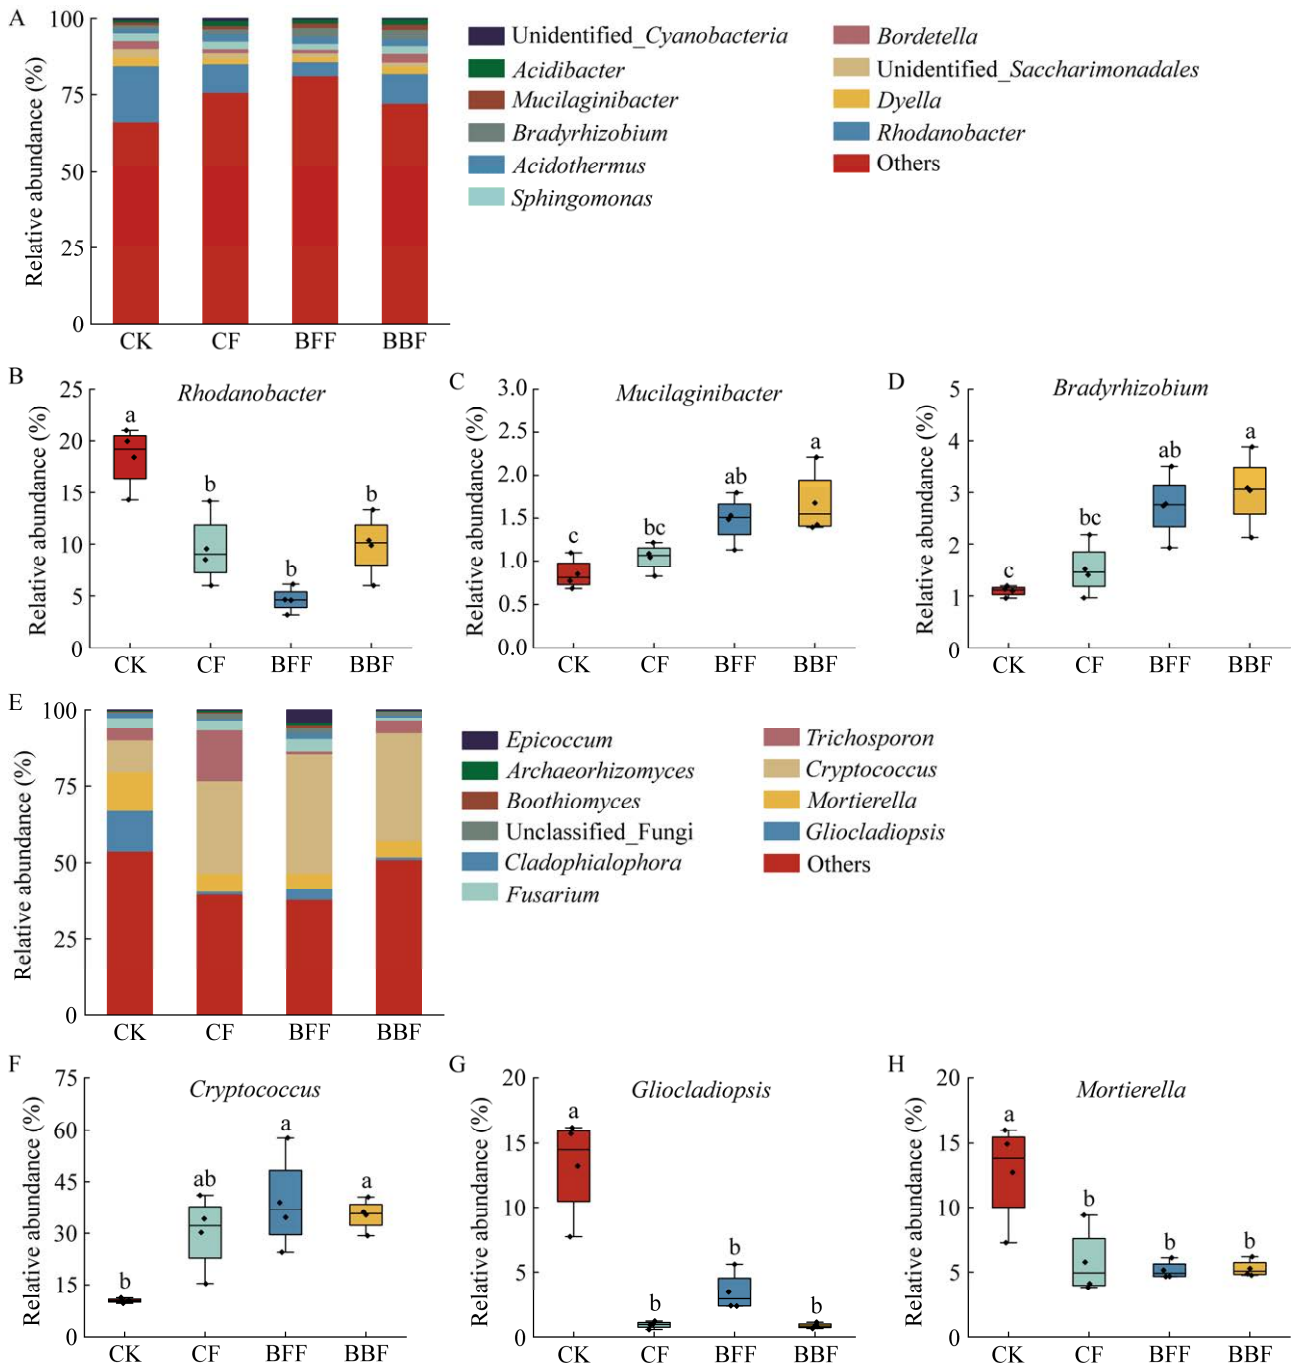 A
Relative abundance (%)
100
75
50
25
0
CK CF BFF BBF
Unidentified_Cyanobacteria
Acidibacter
Mucilaginibacter
Bradyrhizobium
Acidothermus
Sphingomonas
Bordetella
Unidentified_Saccharimonadales
Dyella
Rhodanobacter
Others
B
Rhodanobacter
Relative abundance (%)
25
20
15
10
5
0
a
b
b
b
CK CF BFF BBF
C
Mucilaginibacter
Relative abundance (%)
3.0
2.5
2.0
1.5
1.0
0.5
0.0
c
bc
ab
a
CK CF BFF BBF
D
Bradyrhizobium
Relative abundance (%)
5
4
3
2
1
0
c
bc
ab
a
CK CF BFF BBF
E
Relative abundance (%)
100
75
50
25
0
CK CF BFF BBF
Epicoccum
Archaeorhizomyces
Boothiomyces
Unclassified_Fungi
Cladophialophora
Fusarium
Trichosporon
Cryptococcus
Mortierella
Gliocladiopsis
Others
F
Cryptococcus
Relative abundance (%)
75
60
45
30
15
0
b
ab
a
a
CK CF BFF BBF
G
Gliocladiopsis
Relative abundance (%)
20
15
10
5
0
a
b
b
b
CK CF BFF BBF
H
Mortierella
Relative abundance (%)
20
15
10
5
0
a
b
b
b
CK CF BFF BBF